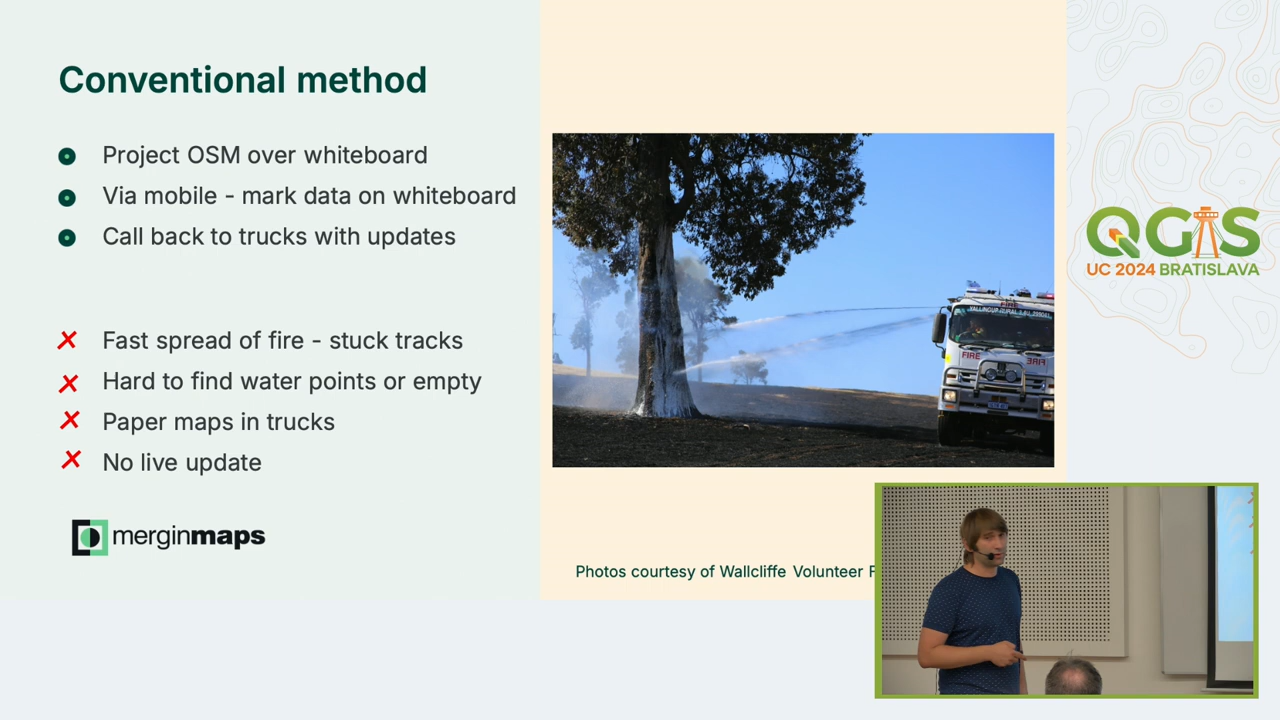 Conventional method
Project OSM over whiteboard
Via mobile - mark data on whiteboard
Call back to trucks with updates
Fast spread of fire - stuck tracks
Hard to find water points or empty
Paper maps in trucks
No live update
merginmaps
FIRE
FIRE
Photos courtesy of Wallcliffe Volunteer F
QGIS
UC 2024 BRATISLAVA